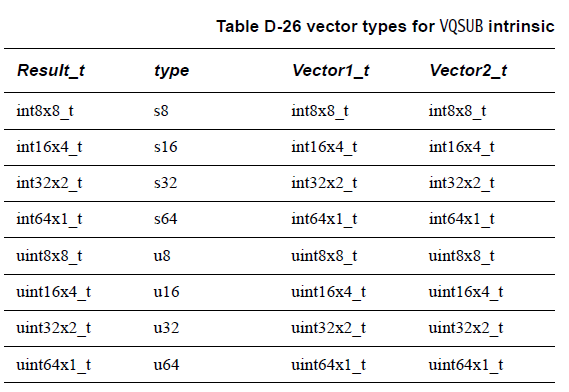 Table D-26 vector types for VQSUB intrinsic
Result_t type Vector1_t Vector2_t
int8x8_t s8 int8x8_t int8x8_t
int16x4_t s16 int16x4_t int16x4_t
int32x2_t s32 int32x2_t int32x2_t
int64x1_t s64 int64x1_t int64x1_t
uint8x8_t u8 uint8x8_t uint8x8_t
uint16x4_t u16 uint16x4_t uint16x4_t
uint32x2_t u32 uint32x2_t uint32x2_t
uint64x1_t u64 uint64x1_t uint64x1_t